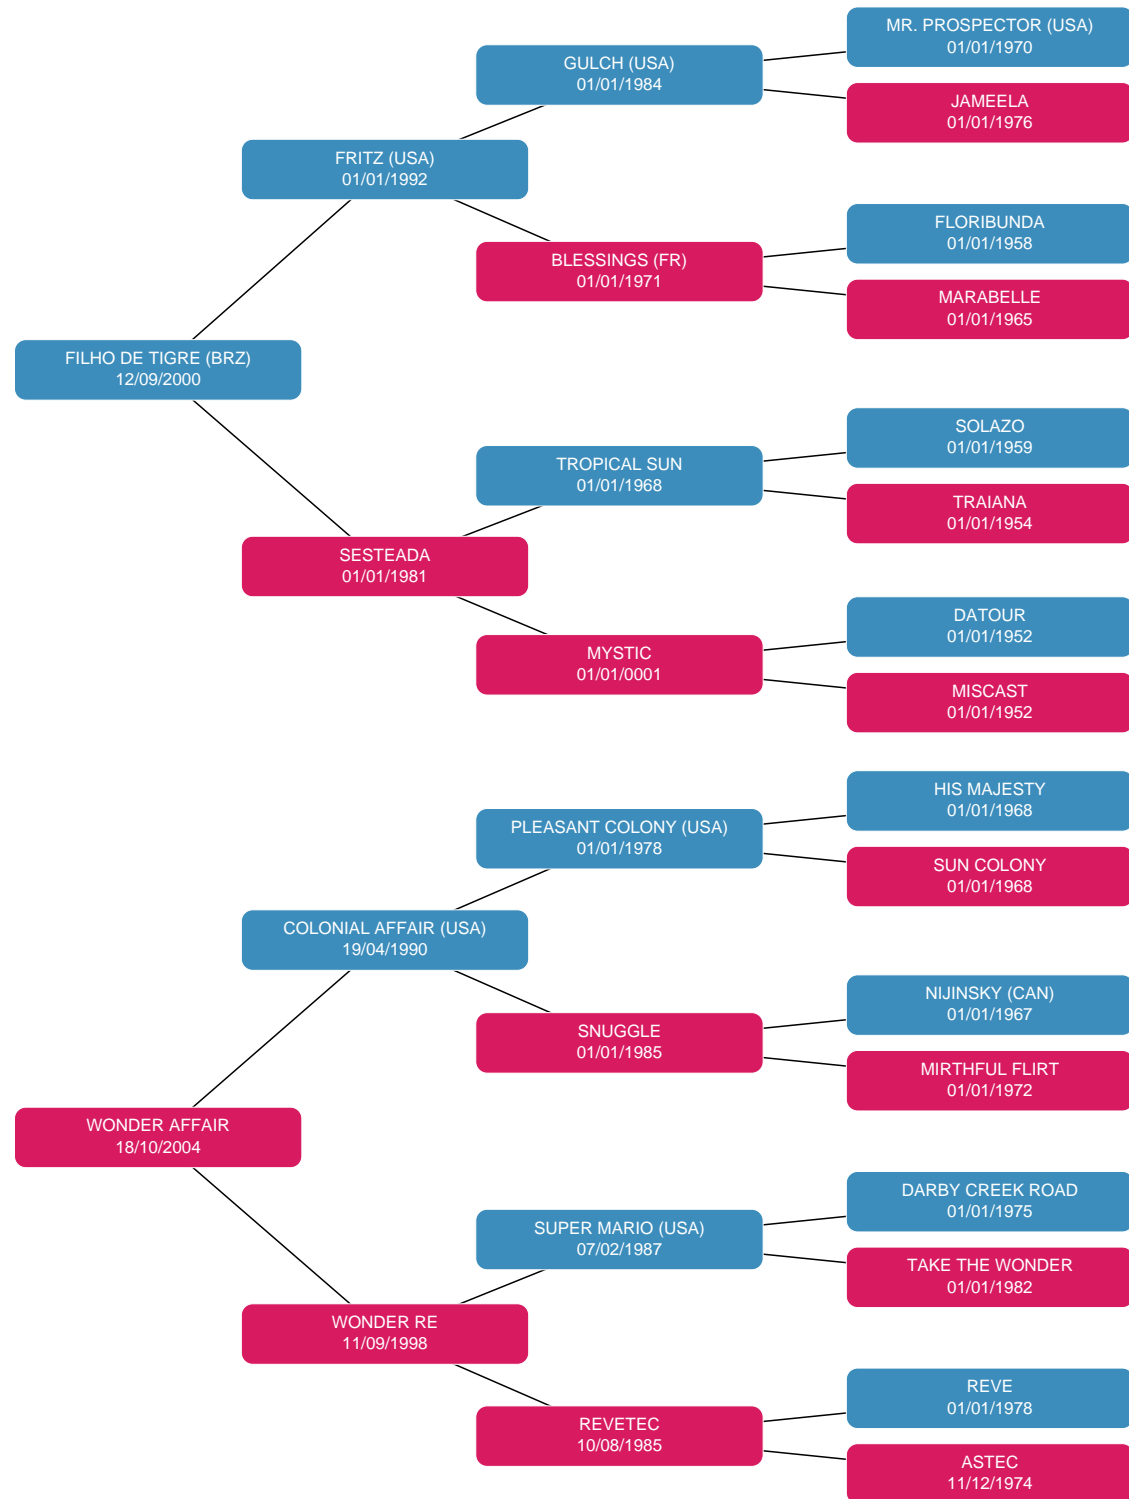 MR. PROSPECTOR (USA)
01/01/1970
GULCH (USA)
01/01/1984
JAMEELA
01/01/1976
FRITZ (USA)
01/01/1992
FLORIBUNDA
01/01/1958
BLESSINGS (FR)
01/01/1971
MARABELLE
01/01/1965
FILHO DE TIGRE (BRZ)
12/09/2000
SOLAZO
01/01/1959
TROPICAL SUN
01/01/1968
TRAIANA
01/01/1954
SESTEADA
01/01/1981
DATOUR
01/01/1952
MYSTIC
01/01/0001
MISCAST
01/01/1952
HIS MAJESTY
01/01/1968
PLEASANT COLONY (USA)
01/01/1978
SUN COLONY
01/01/1968
COLONIAL AFFAIR (USA)
19/04/1990
NIJINSKY (CAN)
01/01/1967
SNUGGLE
01/01/1985
MIRTHFUL FLIRT
01/01/1972
WONDER AFFAIR
18/10/2004
DARBY CREEK ROAD
01/01/1975
SUPER MARIO (USA)
07/02/1987
TAKE THE WONDER
01/01/1982
WONDER RE
11/09/1998
REVE
01/01/1978
REVETEC
10/08/1985
ASTEC
11/12/1974